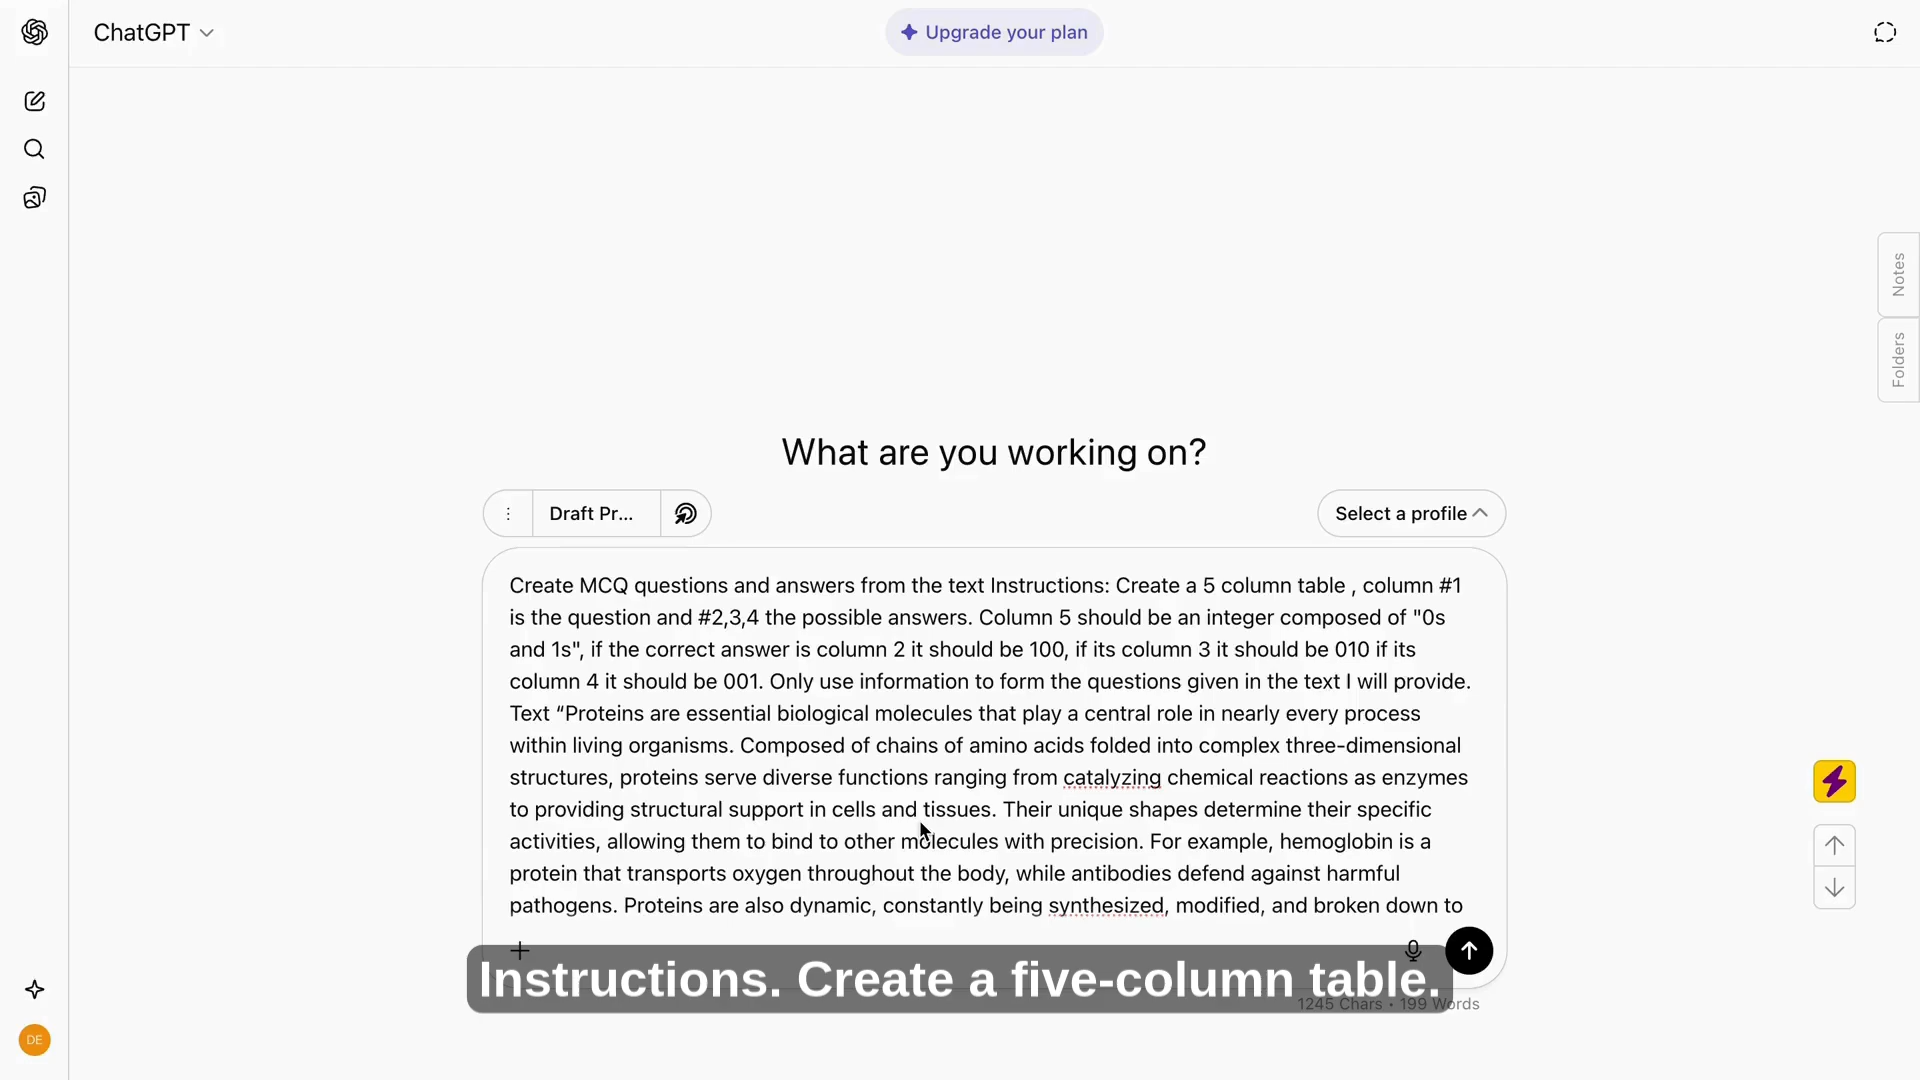 ChatGPT
Upgrade your plan
Notes
Folders
What are you working on?
Draft Pr...
Select a profile
Create MCQ questions and answers from the text Instructions: Create a 5 column table , column #1
is the question and #2,3,4 the possible answers. Column 5 should be an integer composed of "0s
and 1s", if the correct answer is column 2 it should be 100, if its column 3 it should be 010 if its
column 4 it should be 001. Only use information to form the questions given in the text I will provide.
Text “Proteins are essential biological molecules that play a central role in nearly every process
within living organisms. Composed of chains of amino acids folded into complex three-dimensional
structures, proteins serve diverse functions ranging from catalyzing chemical reactions as enzymes
to providing structural support in cells and tissues. Their unique shapes determine their specific
activities, allowing them to bind to other molecules with precision. For example, hemoglobin is a
protein that transports oxygen throughout the body, while antibodies defend against harmful
pathogens. Proteins are also dynamic, constantly being synthesized, modified, and broken down to
Instructions. Create a five-column table.
1245 Chars • 199 Words
DE